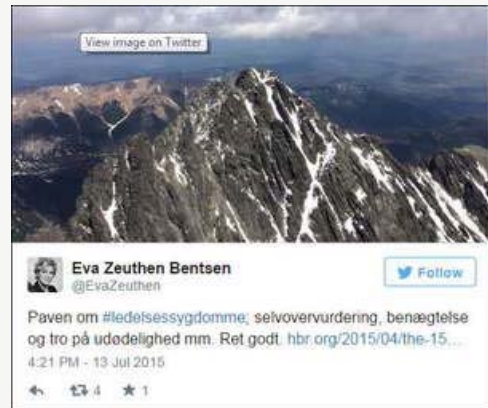 View image on Twitter
Eva Zeuthen Bentsen
@EvaZeuthen
Follow
Paven om #ledelsessygdomme; selvovervurdering, benægtelse
og tro på udødelighed mm. Ret godt. hbr.org/2015/04/the-15...
4:21 PM - 13 Jul 2015
4
1